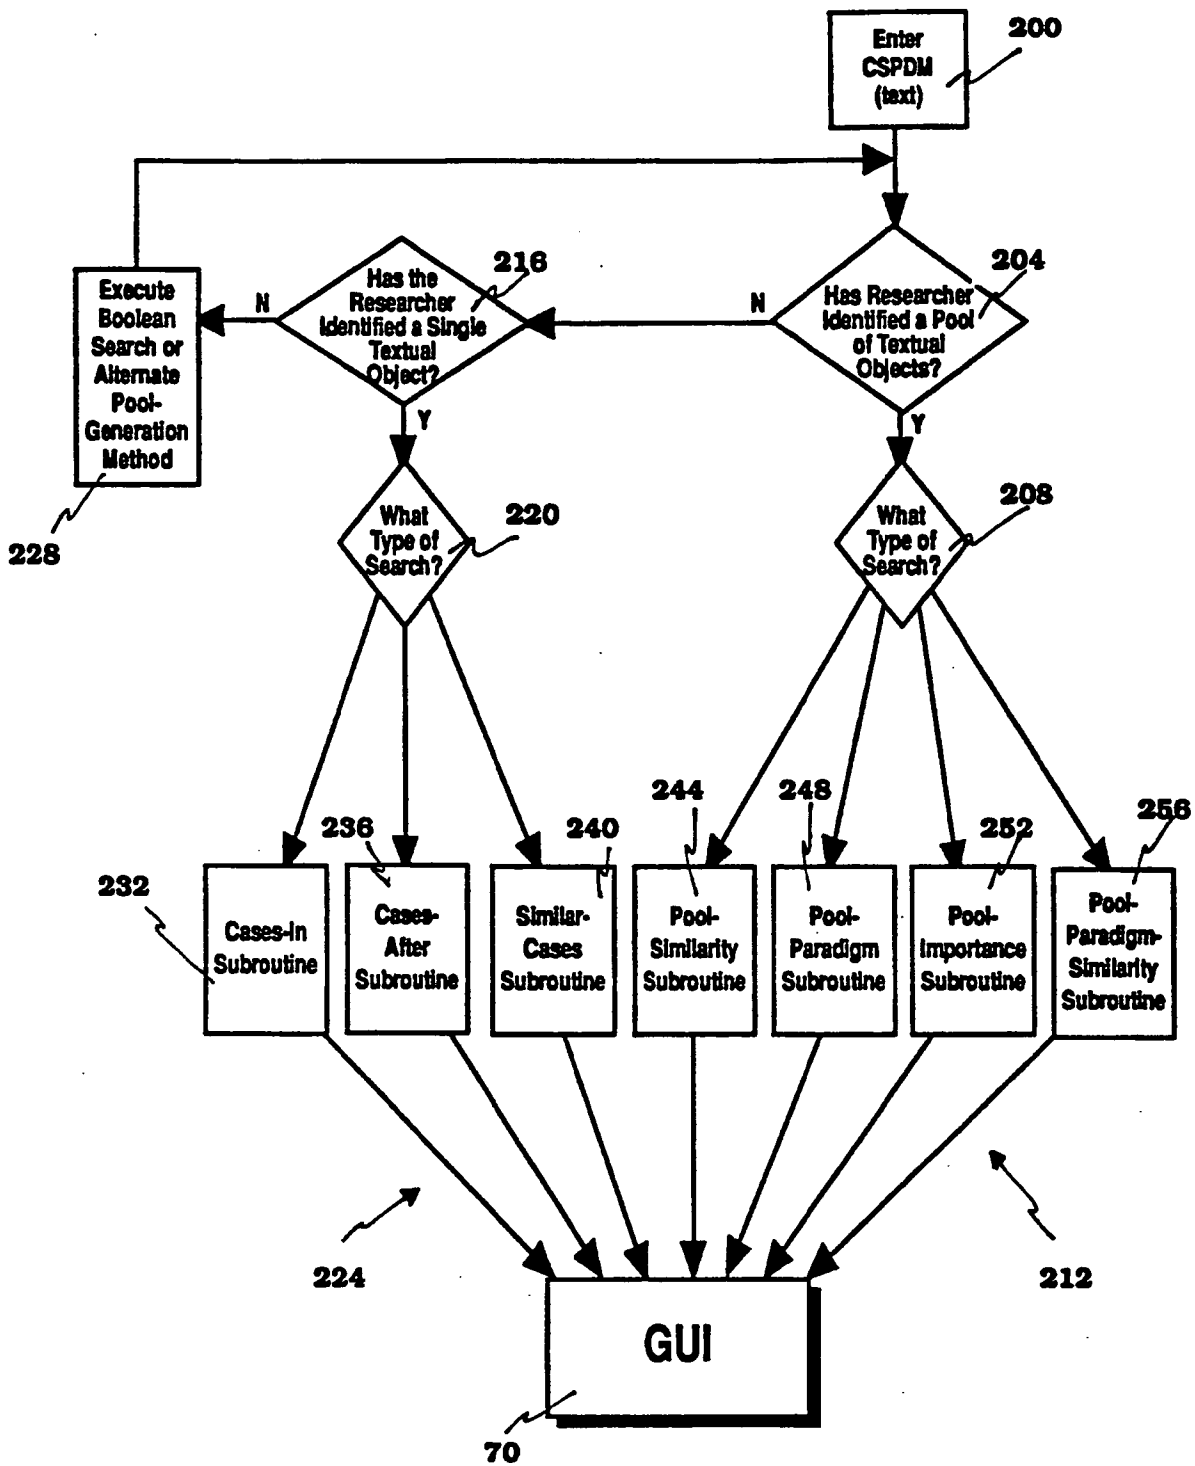 200
Enter
CSPDM
(text)
204
Has Researcher
Identified a Pool
of Textual
Objects?
N
Y
216
Has the
Researcher
Identified a Single
Textual
Object?
N
Y
Execute
Boolean
Search or
Alternate
Pool-
Generation
Method
228
What
Type of
Search?
220
What
Type of
Search?
208
232
Cases-In
Subroutine
236
Cases-
After
Subroutine
240
Similar-
Cases
Subroutine
244
Pool-
Similarity
Subroutine
248
Pool-
Paradigm
Subroutine
252
Pool-
Importance
Subroutine
256
Pool-
Paradigm-
Similarity
Subroutine
224
212
GUI
70